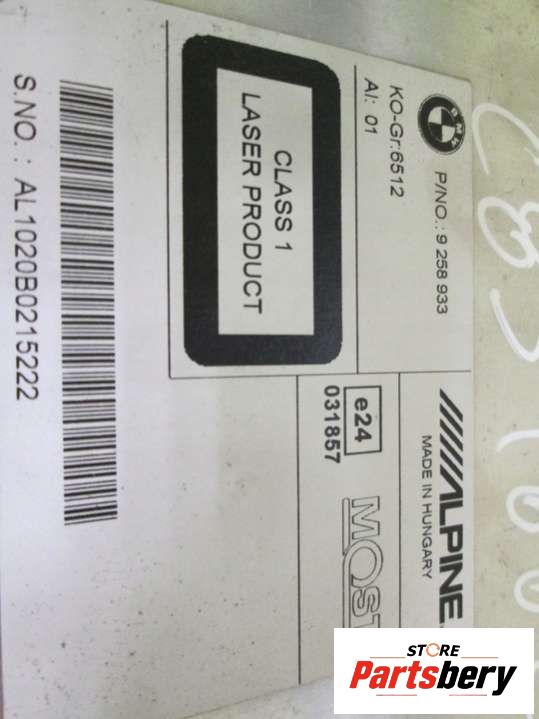 BMW
P/NO.: 9 258 933
KO-Gr:6512
AI: 01
CLASS 1
LASER PRODUCT
S.NO. : AL1020B0215222
ALPINE
MADE IN HUNGARY
e24
031857
MOST
STORE
Partsbery